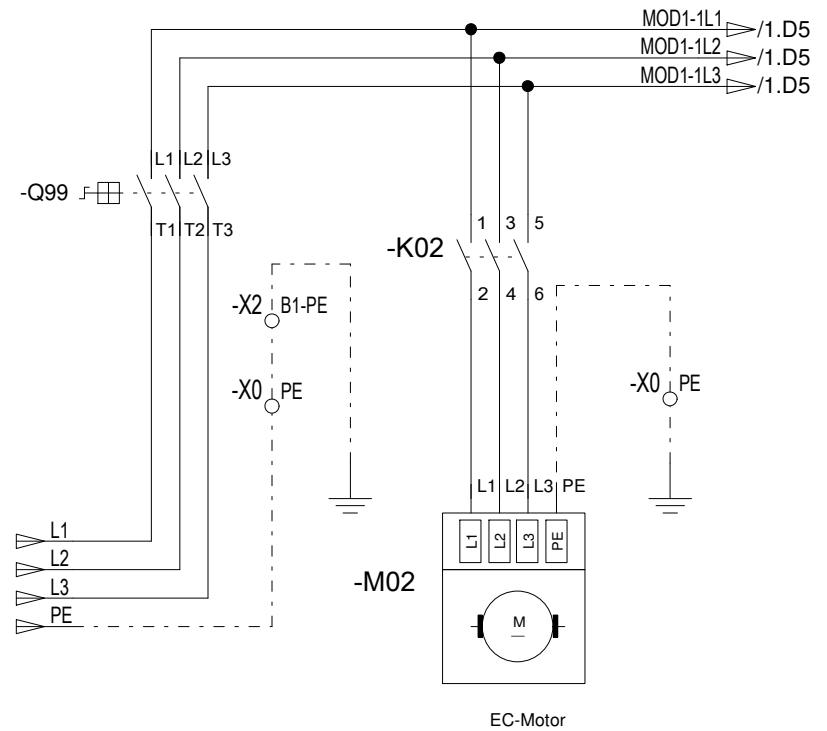 MOD1-1L1 /1.D5
MOD1-1L2 /1.D5
MOD1-1L3 /1.D5
L1 L2 L3
-Q99
T1 T2 T3
1 3 5
-K02
2 4 6
-X2 B1-PE
-X0 PE
-X0 PE
L1 L2 L3 PE
L1 L2 L3 PE
L1
L2
L3
PE
-M02
M
EC-Motor